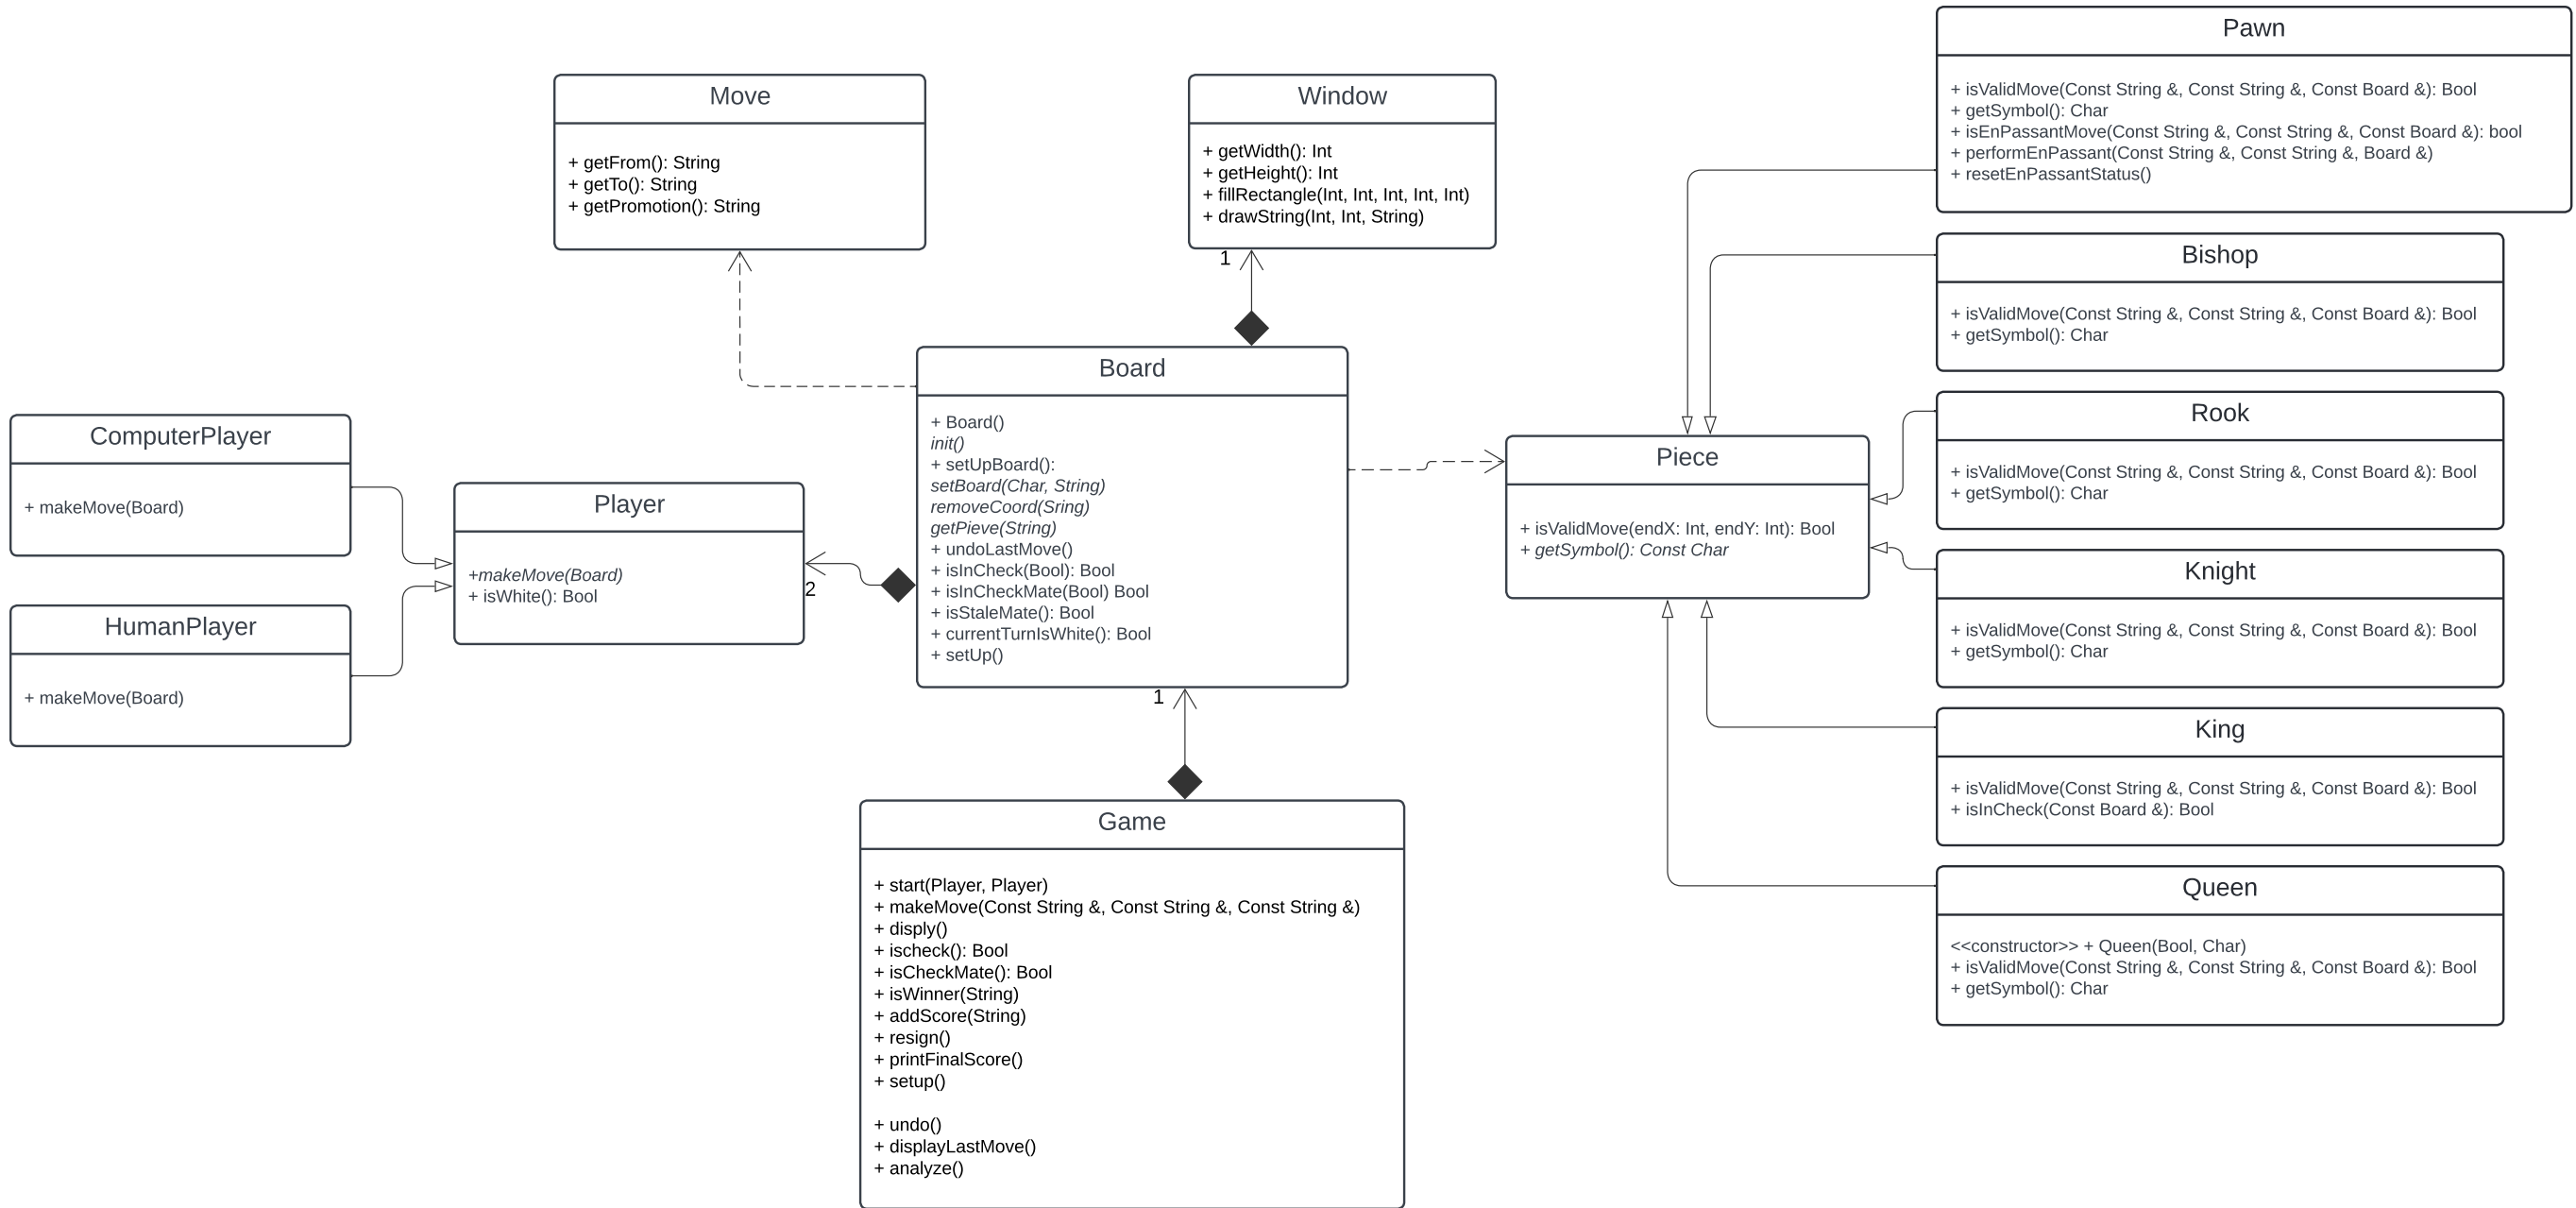 Pawn
+ isValidMove(Const String &, Const String &, Const Board &): Bool
+ getSymbol(): Char
+ isEnPassantMove(Const String &, Const String &, Const Board &): bool
+ performEnPassant(Const String &, Const String &, Board &)
+ resetEnPassantStatus()
Move
+ getFrom(): String
+ getTo(): String
+ getPromotion(): String
Window
+ getWidth(): Int
+ getHeight(): Int
+ fillRectangle(Int, Int, Int, Int, Int)
+ drawString(Int, Int, String)
1
Bishop
+ isValidMove(Const String &, Const String &, Const Board &): Bool
+ getSymbol(): Char
Board
+ Board()
init()
+ setUpBoard():
setBoard(Char, String)
removeCoord(Sring)
getPieve(String)
+ undoLastMove()
+ isInCheck(Bool): Bool
+ isInCheckMate(Bool) Bool
+ isStaleMate(): Bool
+ currentTurnIsWhite(): Bool
+ setUp()
1
Rook
+ isValidMove(Const String &, Const String &, Const Board &): Bool
+ getSymbol(): Char
ComputerPlayer
+ makeMove(Board)
Player
+makeMove(Board)
+ isWhite(): Bool
2
Piece
+ isValidMove(endX: Int, endY: Int): Bool
+ getSymbol(): Const Char
Knight
+ isValidMove(Const String &, Const String &, Const Board &): Bool
+ getSymbol(): Char
HumanPlayer
+ makeMove(Board)
King
+ isValidMove(Const String &, Const String &, Const Board &): Bool
+ isInCheck(Const Board &): Bool
Game
+ start(Player, Player)
+ makeMove(Const String &, Const String &, Const String &)
+ disply()
+ ischeck(): Bool
+ isCheckMate(): Bool
+ isWinner(String)
+ addScore(String)
+ resign()
+ printFinalScore()
+ setup()
+ undo()
+ displayLastMove()
+ analyze()
Queen
<<constructor>> + Queen(Bool, Char)
+ isValidMove(Const String &, Const String &, Const Board &): Bool
+ getSymbol(): Char